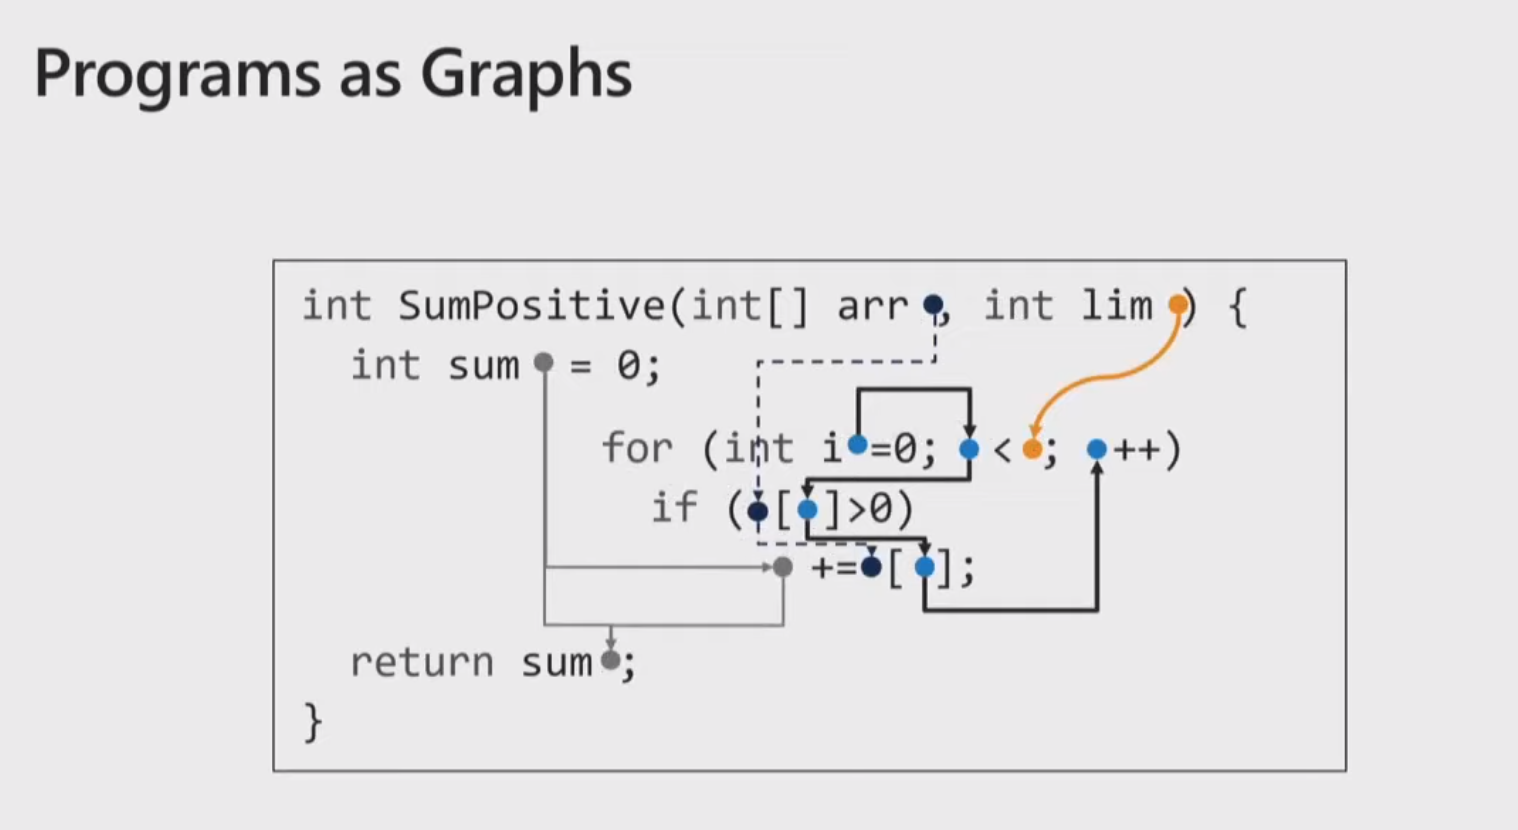 Programs as Graphs
int SumPositive(int[] arr , int lim ) {
int sum = 0;
for (int i =0; < ; ++)
if ( [ ]>0)
+= [ ];
return sum ;
}